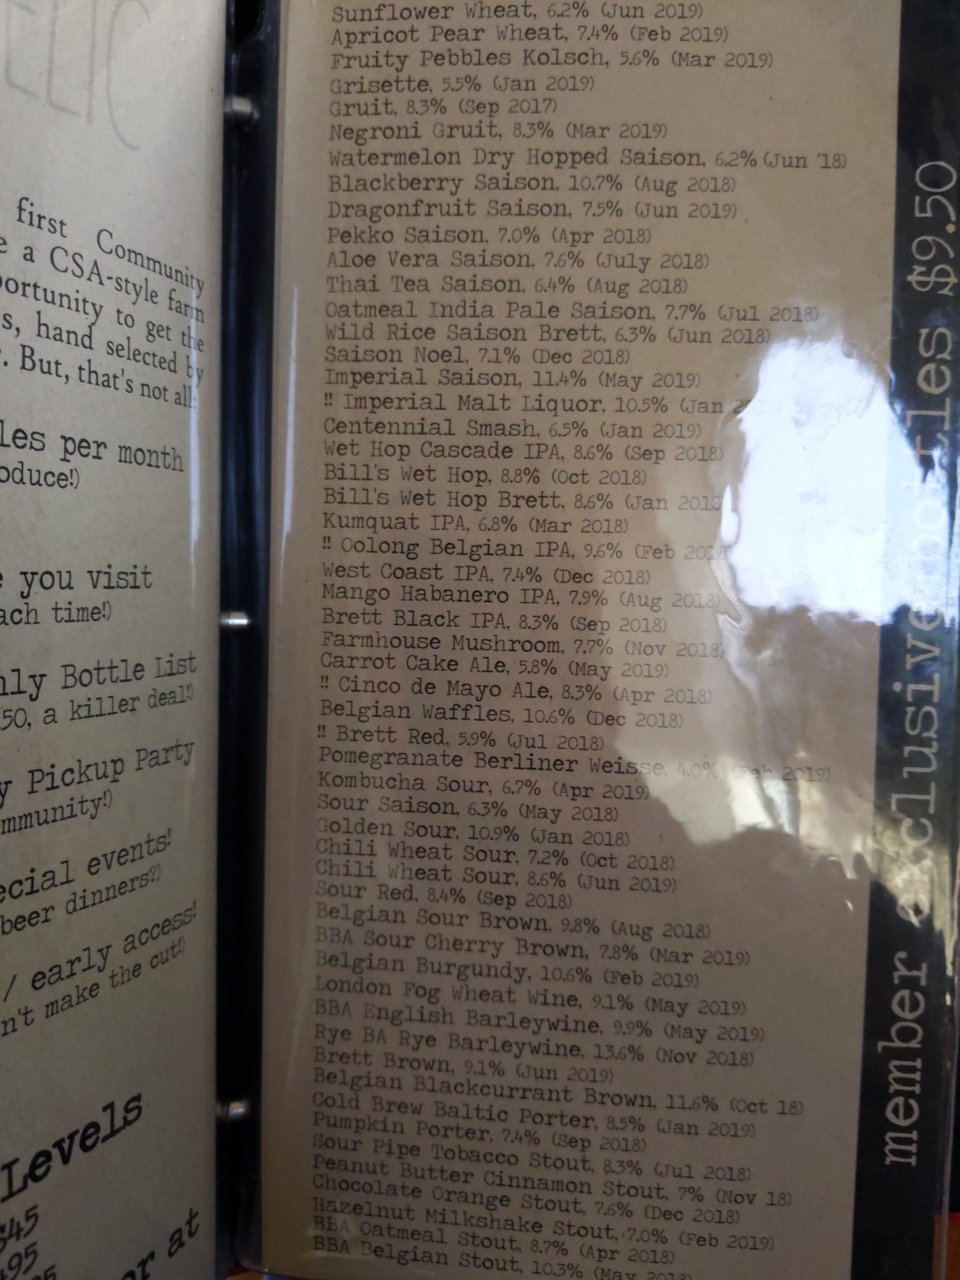 ELIC
first Community
a CSA-style farm
portunity to get the
s, hand selected by
But, that's not all:
les per month
oduce!)
you visit
ach time!)
ly Bottle List
50, a killer deal!)
y Pickup Party
mmunity!)
ecial events!
beer dinners?)
/ early access!
n't make the cut!)
Levels
$45
95
or at
Sunflower Wheat, 6.2% (Jun 2019)
Apricot Pear Wheat, 7.4% (Feb 2019)
Fruity Pebbles Kolsch, 5.6% (Mar 2019)
Grisette, 5.5% (Jan 2019)
Gruit, 8.3% (Sep 2017)
Negroni Gruit, 8.3% (Mar 2019)
Watermelon Dry Hopped Saison, 6.2% (Jun '18)
Blackberry Saison, 10.7% (Aug 2018)
Dragonfruit Saison, 7.5% (Jun 2019)
Pekko Saison, 7.0% (Apr 2018)
Aloe Vera Saison, 7.6% (July 2018)
Thai Tea Saison, 6.4% (Aug 2018)
Oatmeal India Pale Saison, 7.7% (Jul 2018)
Wild Rice Saison Brett, 6.3% (Jun 2018)
Saison Noel, 7.1% (Dec 2018)
Imperial Saison, 11.4% (May 2019)
!! Imperial Malt Liquor, 10.5% (Jan 2018)
Centennial Smash, 6.5% (Jan 2019)
Wet Hop Cascade IPA, 8.6% (Sep 2018)
Bill's Wet Hop, 8.8% (Oct 2018)
Bill's Wet Hop Brett, 8.6% (Jan
Kumquat IPA, 6.8% (Mar 2018)
!! Oolong Belgian IPA, 9.6% (Feb
West Coast IPA, 7.4% (Dec 2018)
Mango Habanero IPA, 7.9% (Aug 2018)
Brett Black IPA, 8.3% (Sep 2018)
Farmhouse Mushroom, 7.7% (Nov 2018)
Carrot Cake Ale, 5.8% (May 2019)
!! Cinco de Mayo Ale, 8.3% (Apr 2018)
Belgian Waffles, 10.6% (Dec 2018)
!! Brett Red, 5.9% (Jul 2018)
Pomegranate Berliner Weisse, 4.0% (Feb 2019)
Kombucha Sour, 6.7% (Apr 2019)
Sour Saison, 6.3% (May 2018)
Golden Sour, 10.9% (Jan 2018)
Chili Wheat Sour, 7.2% (Oct 2018)
Chili Wheat Sour, 8.6% (Jun 2019)
Sour Red, 8.4% (Sep 2018)
Belgian Sour Brown, 9.8% (Aug 2018)
BBA Sour Cherry Brown, 7.8% (Mar 2019)
Belgian Burgundy, 10.6% (Feb 2019)
London Fog Wheat Wine, 9.1% (May 2019)
BBA English Barleywine, 9.9% (May 2019)
Rye BA Rye Barleywine, 13.6% (Nov 2018)
Brett Brown, 9.1% (Jun 2019)
Belgian Blackcurrant Brown, 11.6% (Oct 18)
Cold Brew Baltic Porter, 8.5% (Jan 2019)
Pumpkin Porter, 7.4% (Sep 2018)
Sour Pipe Tobacco Stout, 8.3% (Jul 2018)
Peanut Butter Cinnamon Stout, 7% (Nov 18)
Chocolate Orange Stout, 7.6% (Dec 2018)
Hazelnut Milkshake Stout, 7.0% (Feb 2019)
BBA Oatmeal Stout, 8.7% (Apr 2018)
BBA Belgian Stout, 10.3% (May 2018)
member exclusive bottles $9.50